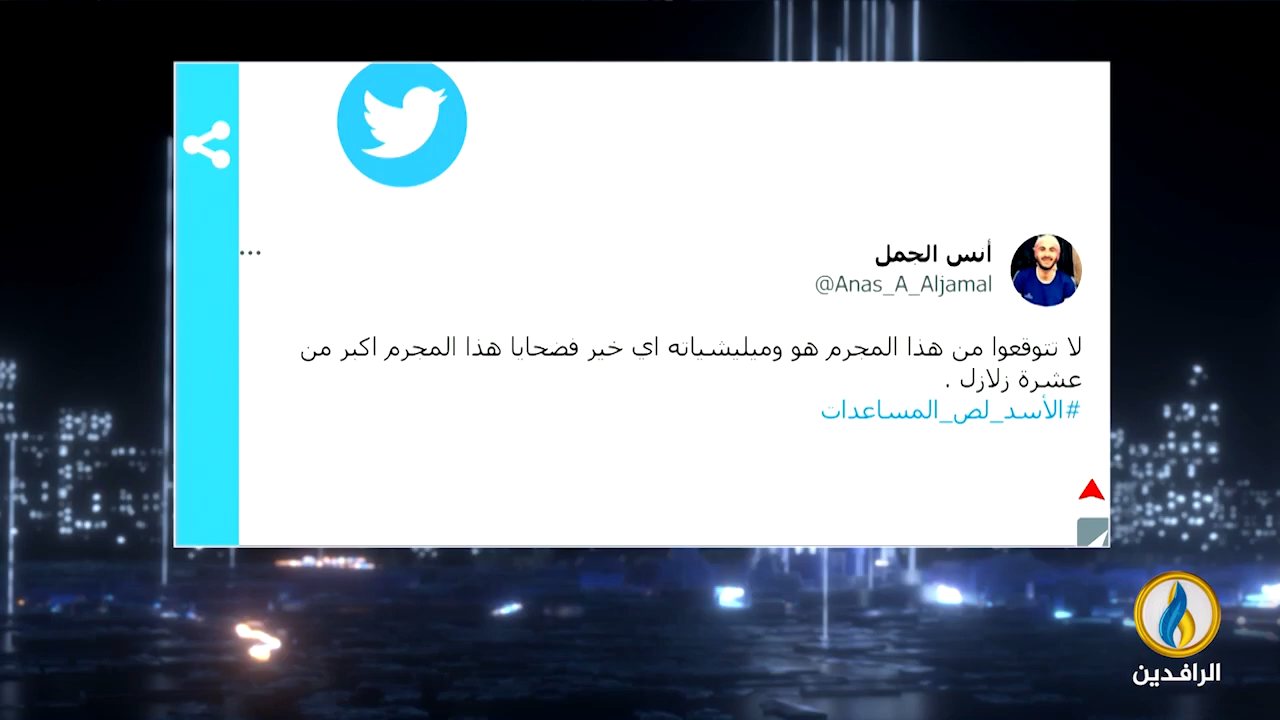 أنس الجمل
@Anas_A_Aljamal
لا تتوقعوا من هذا المجرم هو وميليشياته اي خير فضحايا هذا المجرم اكبر من
عشرة زلازل .
#الأسد_لص_المساعدات
الرافدين